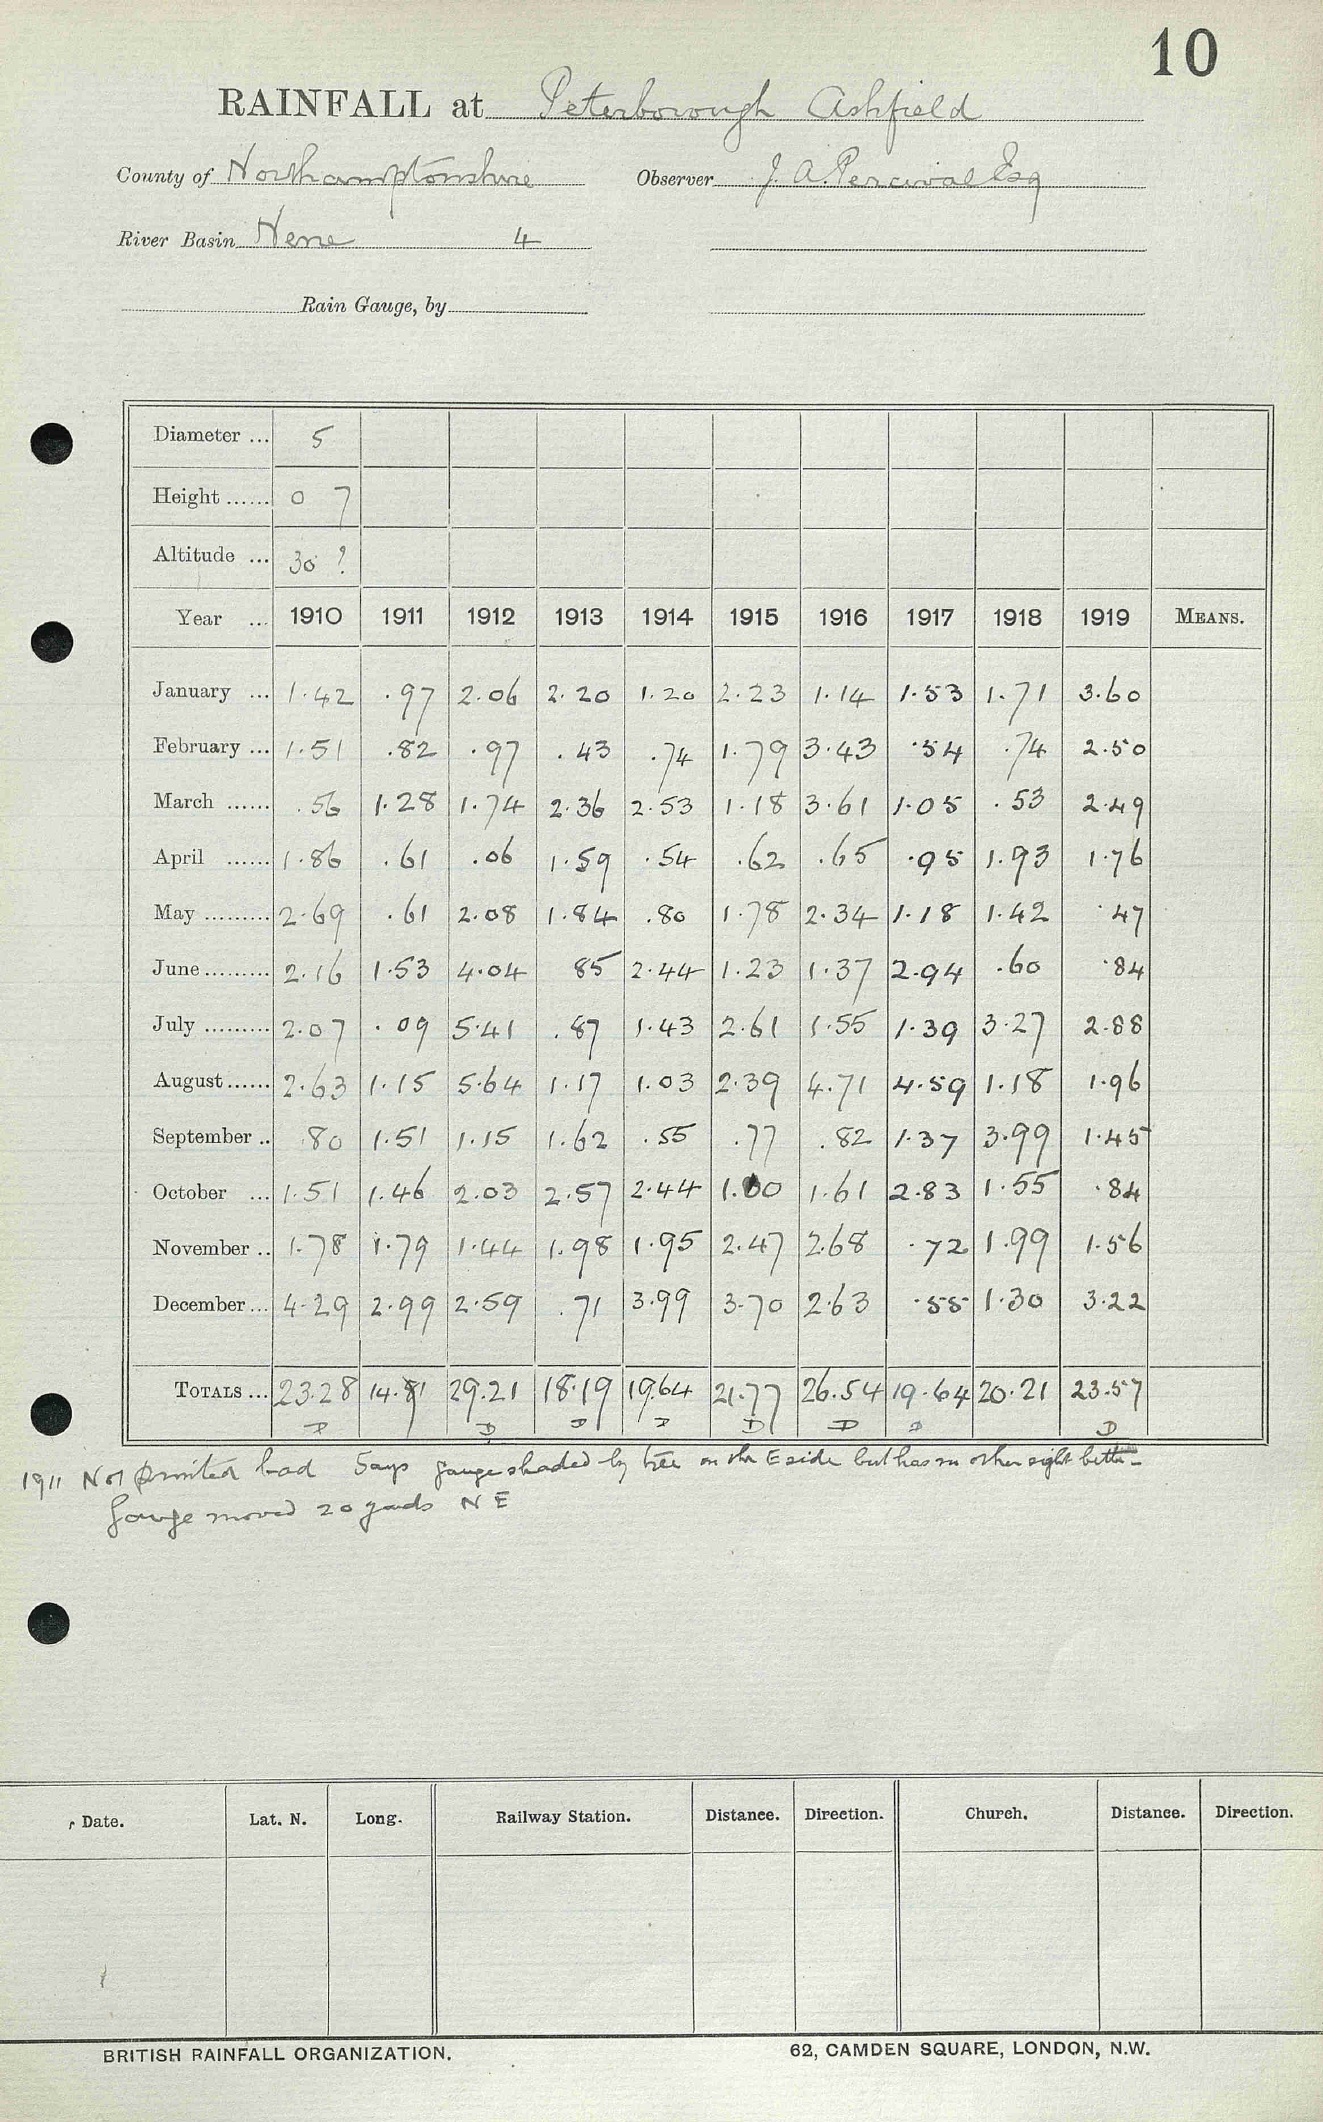 10
RAINFALL at Peterborough Ashfield
County of Northamptonshire Observer J. A. Percival Esq
River Basin Nene 4
Rain Gauge, by
Diameter ... 5
Height ...... 0 7
Altitude ... 30 ?
Year ... 1910 1911 1912 1913 1914 1915 1916 1917 1918 1919 MEANS.
January ... 1.42 .97 2.06 2.20 1.20 2.23 1.14 1.53 1.71 3.60
February ... 1.51 .82 .97 .43 .74 1.79 3.43 .54 .74 2.50
March ...... .56 1.28 1.74 2.36 2.53 1.18 3.61 1.05 .53 2.49
April ...... 1.86 .61 .06 1.59 .54 .62 .65 .95 1.93 1.76
May ......... 2.69 .61 2.08 1.84 .80 1.78 2.34 1.18 1.42 .47
June ......... 2.16 1.53 4.04 85 2.44 1.23 1.37 2.94 .60 .84
July ......... 2.07 .09 5.41 .87 1.43 2.61 1.55 1.39 3.27 2.88
August ...... 2.63 1.15 5.64 1.17 1.03 2.39 4.71 4.59 1.18 1.96
September .. .80 1.51 1.15 1.62 .55 .77 .82 1.37 3.99 1.45
October ... 1.51 1.46 2.03 2.57 2.44 1.00 1.61 2.83 1.55 .84
November .. 1.78 1.79 1.44 1.98 1.95 2.47 2.68 .72 1.99 1.56
December ... 4.29 2.99 2.59 .71 3.99 3.70 2.63 .55 1.30 3.22
TOTALS ... 23.28 14.81 29.21 18.19 19.64 21.77 26.54 19.64 20.21 23.57
D D D D D D D D
1911 Not printed bad Says gauge shaded by tree on the E side but has no other sight better
Gauge moved 20 yards N E
Date. Lat. N. Long. Railway Station. Distance. Direction. Church. Distance. Direction.
BRITISH RAINFALL ORGANIZATION. 62, CAMDEN SQUARE, LONDON, N.W.